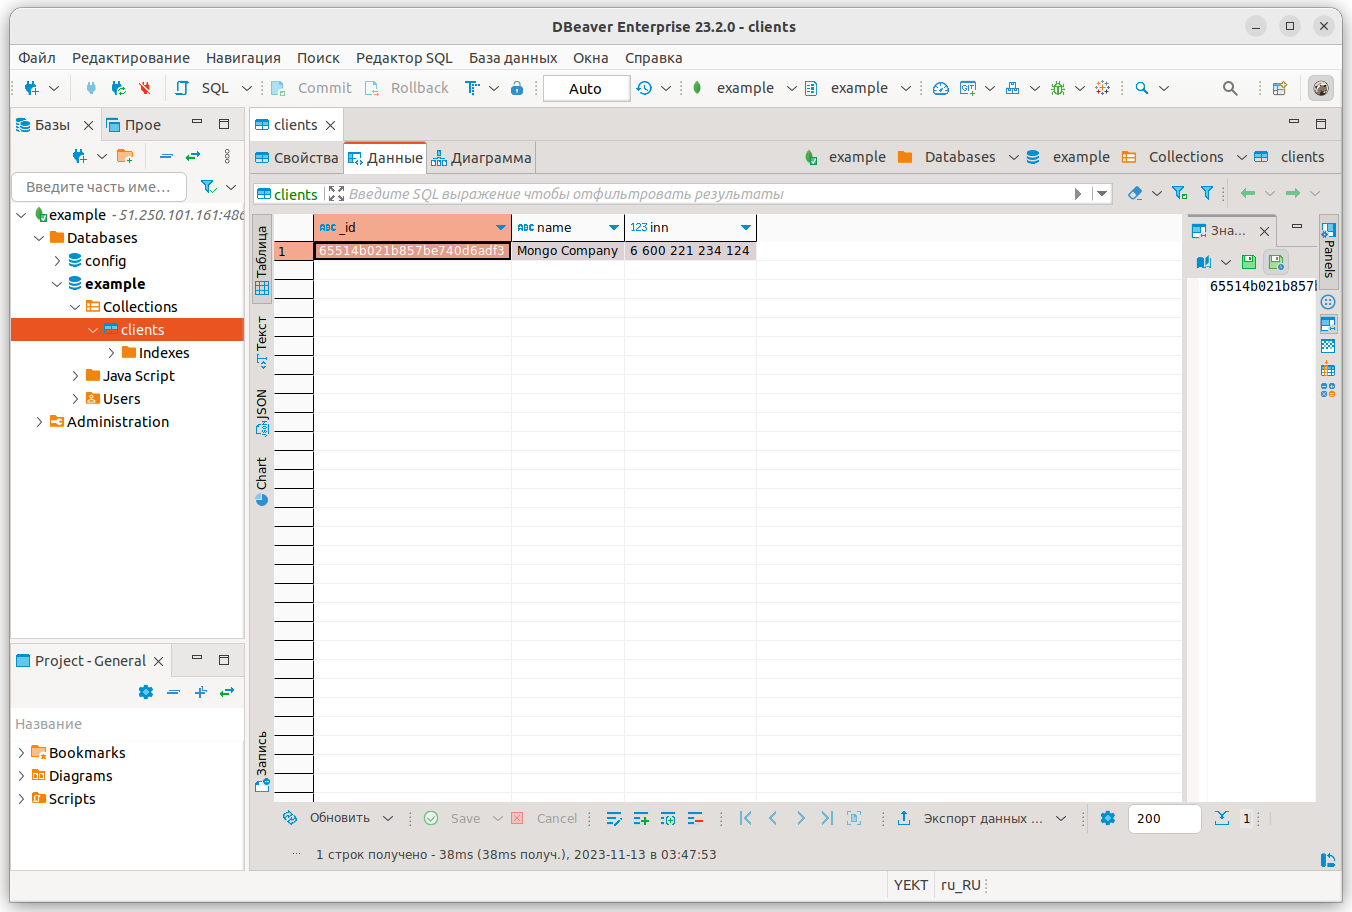 DBeaver Enterprise 23.2.0 - clients
Файл Редактирование Навигация Поиск Редактор SQL База данных Окна Справка
SQL Commit Rollback Auto example example
Базы Прое
Введите часть име...
example - 51.250.101.161:486
Databases
config
example
Collections
clients
Indexes
Java Script
Users
Administration
Project - General
Название
Bookmarks
Diagrams
Scripts
clients
Свойства Данные Диаграмма
example Databases example Collections clients
clients Введите SQL выражение чтобы отфильтровать результаты
Таблица
Текст
JSON
Chart
Запись
ABC _id ABC name 123 inn
1 65514b021b857be740d6adf3 Mongo Company 6 600 221 234 124
Зна...
65514b021b857b
Panels
Обновить Save Cancel Экспорт данных ... 200 1
1 строк получено - 38ms (38ms получ.), 2023-11-13 в 03:47:53
YEKT ru_RU